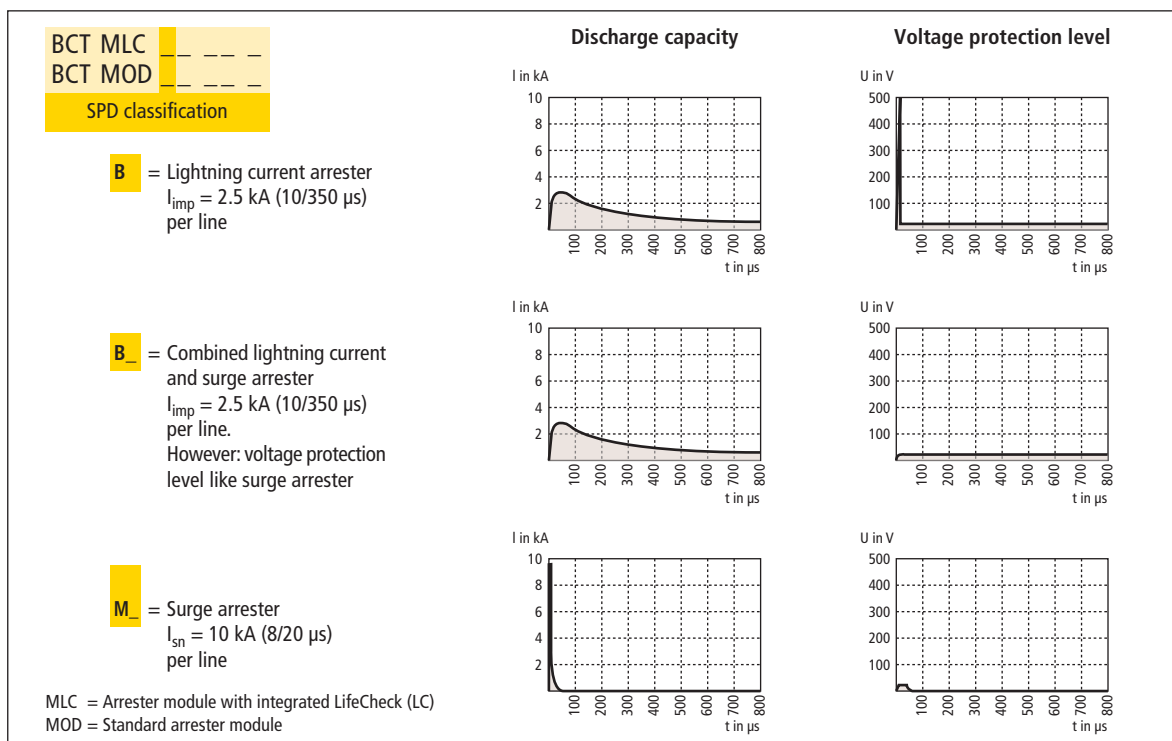 BCT MLC _ _ _ _ _
BCT MOD _ _ _ _ _
SPD classification
Discharge capacity
Voltage protection level
B = Lightning current arrester
I_imp = 2.5 kA (10/350 µs)
per line
I in kA
10
8
6
4
2
100
200
300
400
500
600
700
800
t in µs
U in V
500
400
300
200
100
100
200
300
400
500
600
700
800
t in µs
B_ = Combined lightning current
and surge arrester
I_imp = 2.5 kA (10/350 µs)
per line.
However: voltage protection
level like surge arrester
I in kA
10
8
6
4
2
100
200
300
400
500
600
700
800
t in µs
U in V
500
400
300
200
100
100
200
300
400
500
600
700
800
t in µs
M_ = Surge arrester
I_sn = 10 kA (8/20 µs)
per line
I in kA
10
8
6
4
2
100
200
300
400
500
600
700
800
t in µs
U in V
500
400
300
200
100
100
200
300
400
500
600
700
800
t in µs
MLC = Arrester module with integrated LifeCheck (LC)
MOD = Standard arrester module